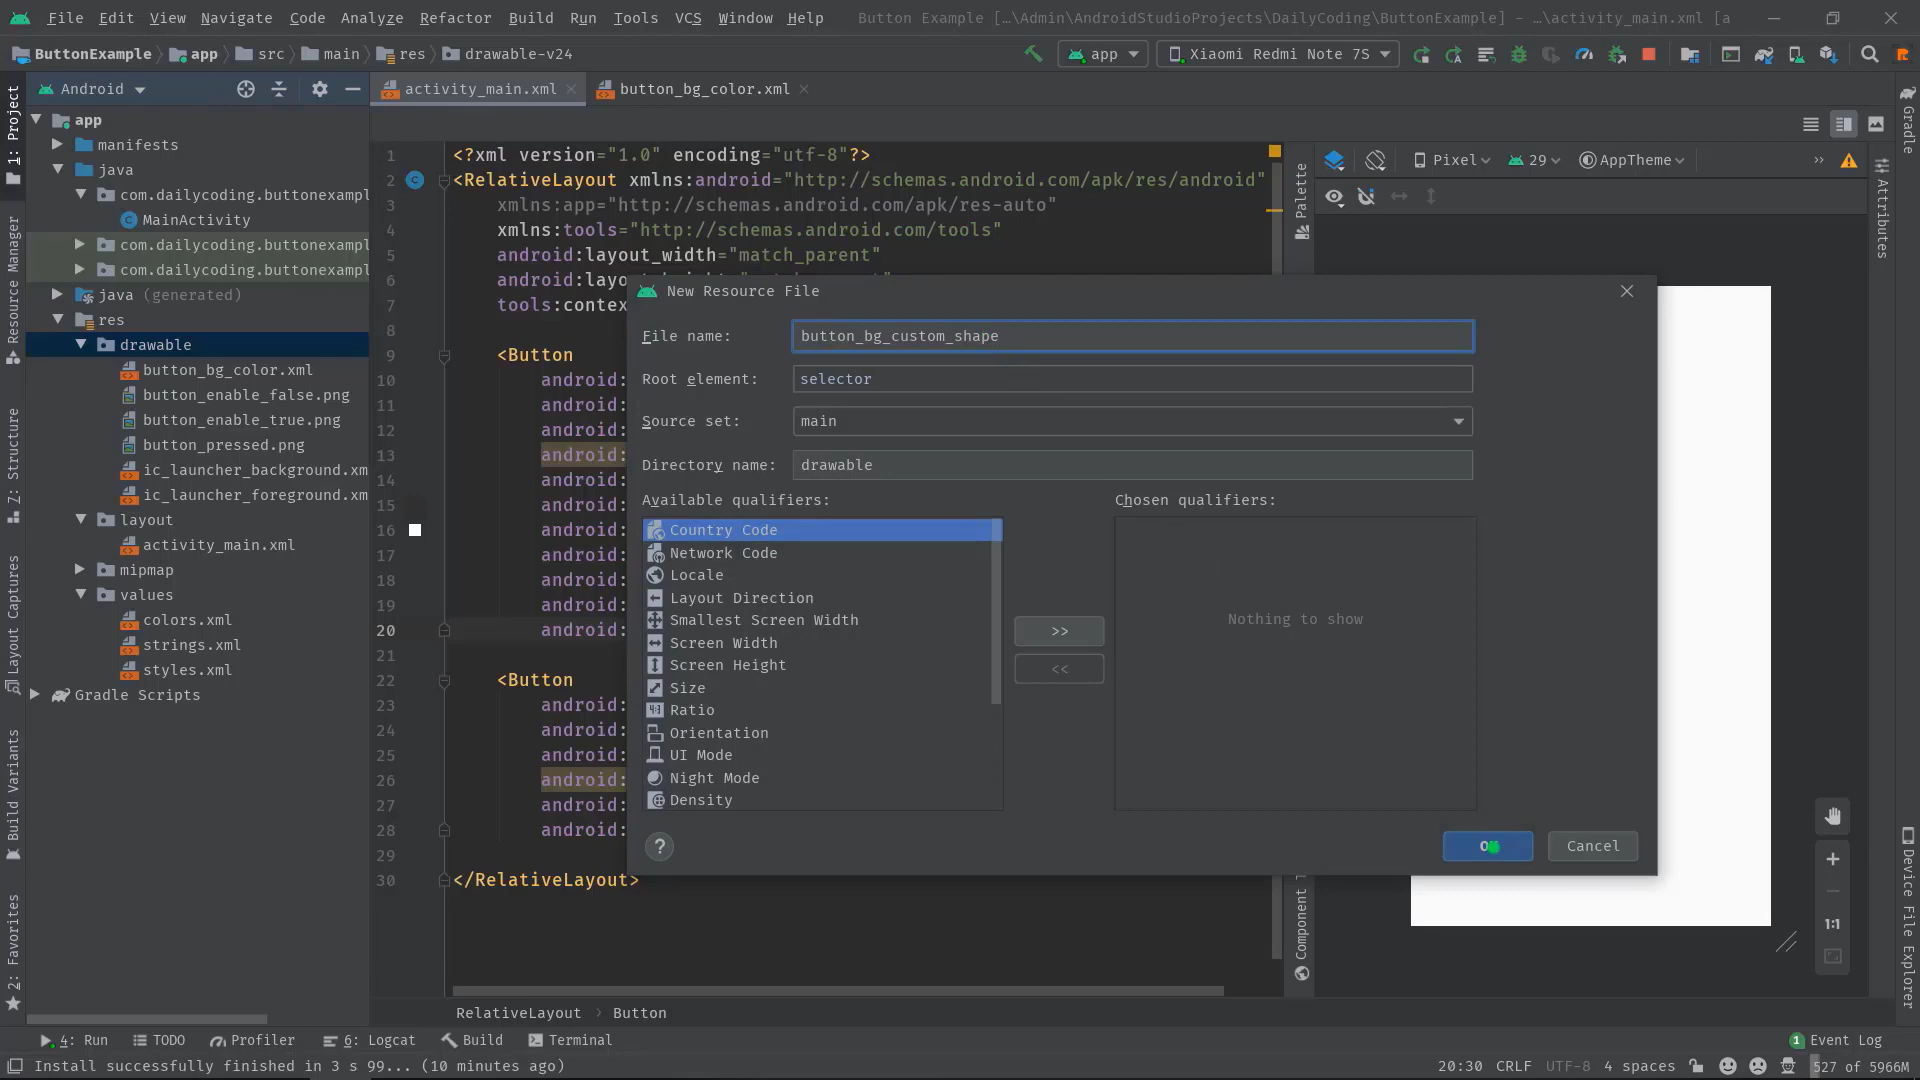 File Edit View Navigate Code Analyze Refactor Build Run Tools VCS Window Help Button Example [...\Admin\AndroidStudioProjects\DailyCoding\ButtonExample] - ...\activity_main.xml [a
ButtonExample app src main res drawable-v24 app Xiaomi Redmi Note 7S
Android activity_main.xml button_bg_color.xml
1: Project
Resource Manager
7: Structure
Layout Captures
Build Variants
2: Favorites
app
manifests
java
com.dailycoding.buttonexampl
MainActivity
com.dailycoding.buttonexampl
com.dailycoding.buttonexampl
java (generated)
res
drawable
button_bg_color.xml
button_enable_false.png
button_enable_true.png
button_pressed.png
ic_launcher_background.xm
ic_launcher_foreground.xm
layout
activity_main.xml
mipmap
values
colors.xml
strings.xml
styles.xml
Gradle Scripts
1 <?xml version="1.0" encoding="utf-8"?>
2 <RelativeLayout xmlns:android="http://schemas.android.com/apk/res/android"
3 xmlns:app="http://schemas.android.com/apk/res-auto"
4 xmlns:tools="http://schemas.android.com/tools"
5 android:layout_width="match_parent"
6 android:layo
7 tools:contex
8
9 <Button
10 android:
11 android:
12 android:
13 android:
14 android:
15 android:
16 android:
17 android:
18 android:
19 android:
20 android:
21
22 <Button
23 android:
24 android:
25 android:
26 android:
27 android:
28 android:
29
30 </RelativeLayout>
RelativeLayout > Button
New Resource File
File name: button_bg_custom_shape
Root element: selector
Source set: main
Directory name: drawable
Available qualifiers: Chosen qualifiers:
Country Code
Network Code
Locale
Layout Direction
Smallest Screen Width
Screen Width
Screen Height
Size
Ratio
Orientation
UI Mode
Night Mode
Density
>>
<<
Nothing to show
? Cancel
Palette
Pixel 29 AppTheme >>
1:1
Gradle
Attributes
Device File Explorer
4: Run TODO Profiler 6: Logcat Build Terminal 1 Event Log
Install successfully finished in 3 s 99... (10 minutes ago) 20:30 CRLF UTF-8 4 spaces 527 of 5966M